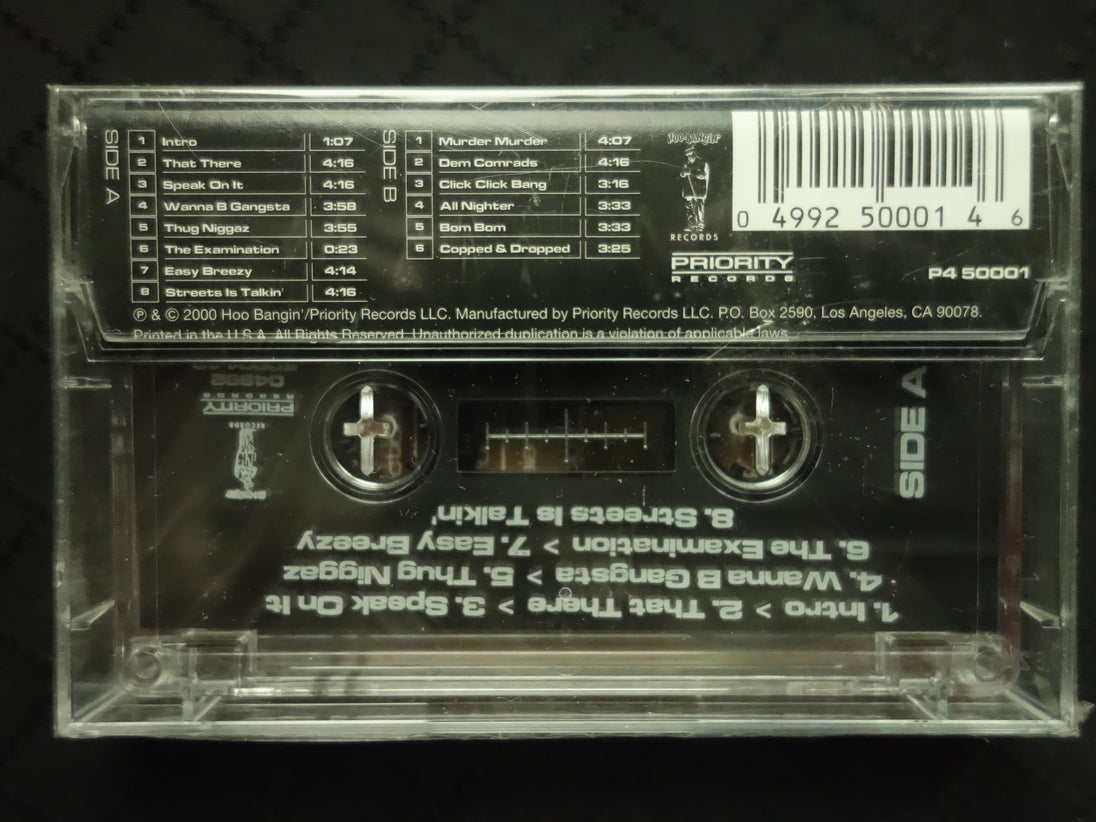 SIDE A
1 Intro 1:07
2 That There 4:16
3 Speak On It 4:16
4 Wanna B Gangsta 3:58
5 Thug Niggaz 3:55
6 The Examination 0:23
7 Easy Breezy 4:14
8 Streets Is Talkin' 4:16
SIDE B
1 Murder Murder 4:07
2 Dem Comrads 4:16
3 Click Click Bang 3:16
4 All Nighter 3:33
5 Bom Bom 3:33
6 Copped & Dropped 3:25
HOO-BANGIN'
RECORDS
PRIORITY
RECORDS
0 4992 50001 4 6
P4 50001
℗ & © 2000 Hoo Bangin'/Priority Records LLC. Manufactured by Priority Records LLC. P.O. Box 2590, Los Angeles, CA 90078.
Printed in the U.S.A. All Rights Reserved. Unauthorized duplication is a violation of applicable laws.
SIDE A
1. Intro > 2. That There > 3. Speak On It
4. Wanna B Gangsta > 5. Thug Niggaz
6. The Examination > 7. Easy Breezy
8. Streets Is Talkin'
RECORDS
PRIORITY
RECORDS
04992